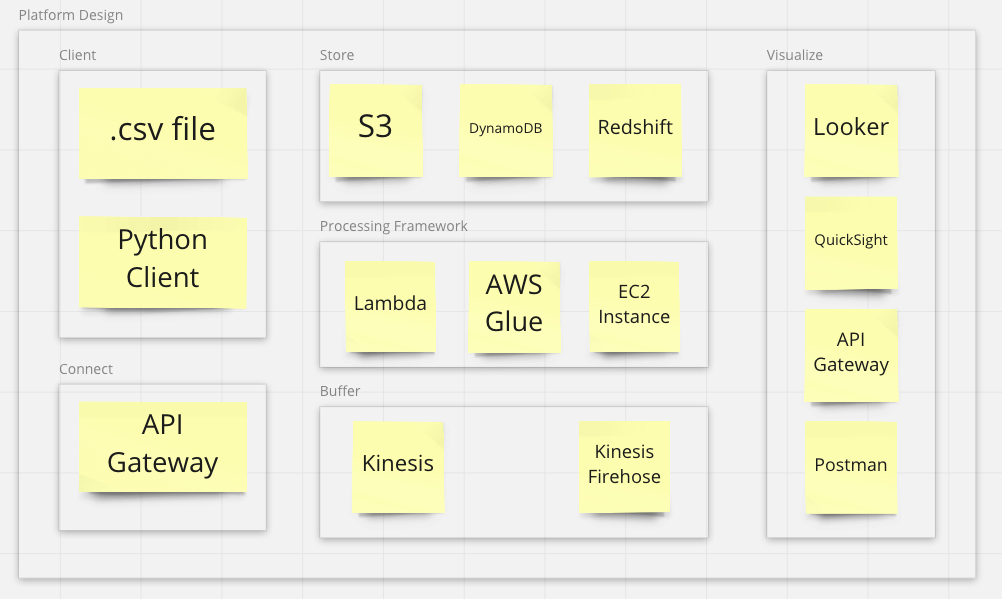 Platform Design
Client
.csv file
Python
Client
Connect
API
Gateway
Store
S3
DynamoDB
Redshift
Processing Framework
Lambda
AWS
Glue
EC2
Instance
Buffer
Kinesis
Kinesis
Firehose
Visualize
Looker
QuickSight
API
Gateway
Postman